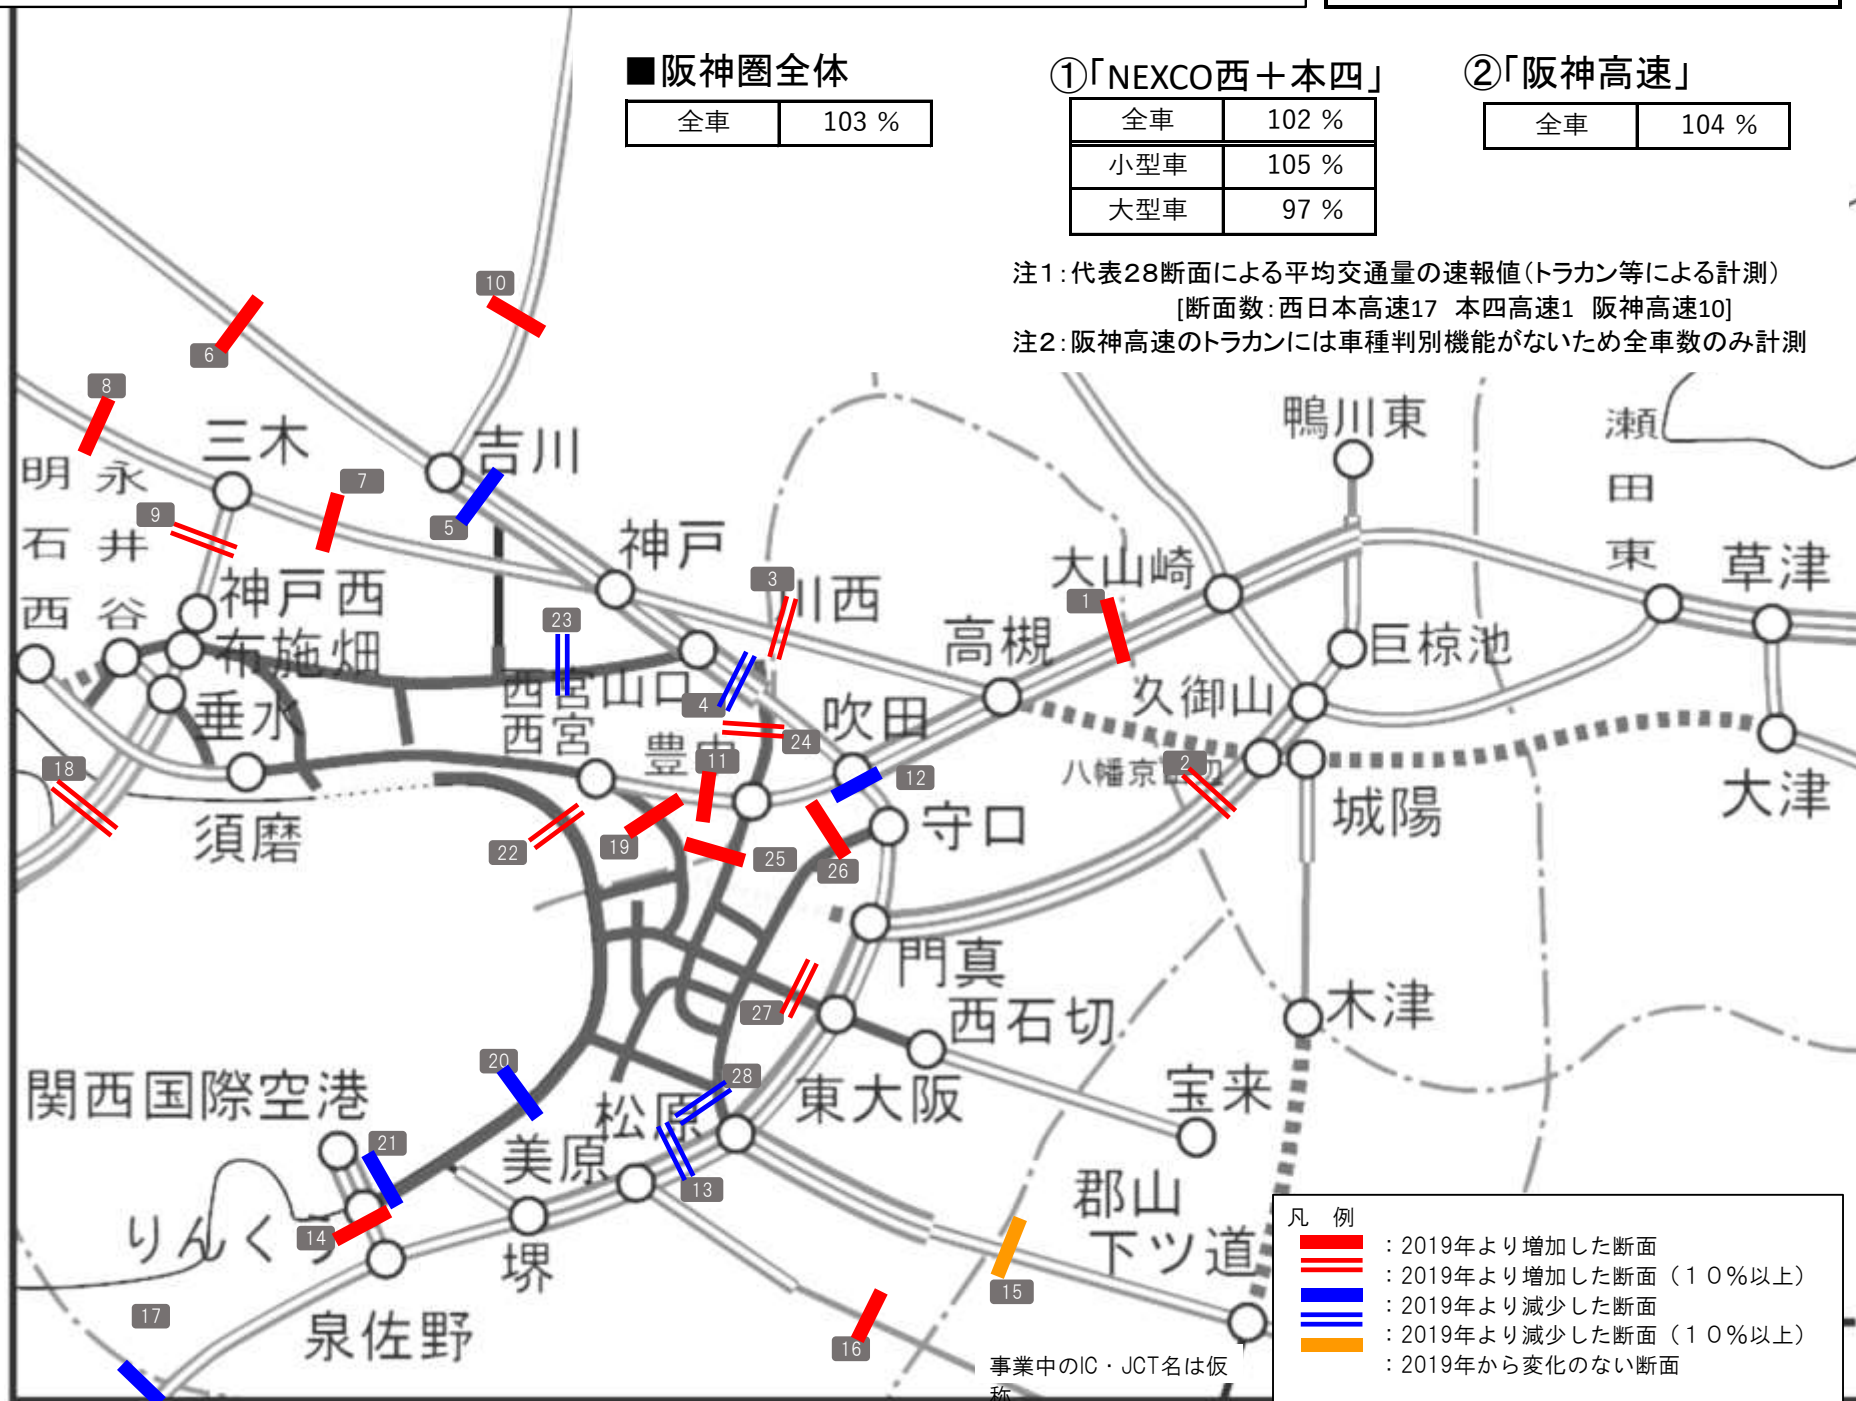 ■阪神圏全体
全車 103 %
①「NEXCO西＋本四」
全車 102 %
小型車 105 %
大型車 97 %
②「阪神高速」
全車 104 %
注1：代表28断面による平均交通量の速報値（トラカン等による計測）
[断面数：西日本高速17 本四高速1 阪神高速10]
注2：阪神高速のトラカンには車種判別機能がないため全車数のみ計測
10
6
8
三木
吉川
鴨川東
瀬田東
明石西
永井谷
7
9
5
神戸
大山崎
草津
神戸西
3
川西
1
布施畑
23
高槻
巨椋池
西宮山口
4
久御山
垂水
西宮
豊中
24
吹田
11
12
八幡京田辺
2
18
大津
須磨
22
19
25
26
守口
城陽
門真
27
西石切
木津
関西国際空港
20
28
松原
東大阪
宝来
21
美原
13
郡山下ツ道
りんくう
14
堺
15
17
泉佐野
16
事業中のIC・JCT名は仮
称
凡 例
：2019年より増加した断面
：2019年より増加した断面（１０％以上）
：2019年より減少した断面
：2019年より減少した断面（１０％以上）
：2019年から変化のない断面